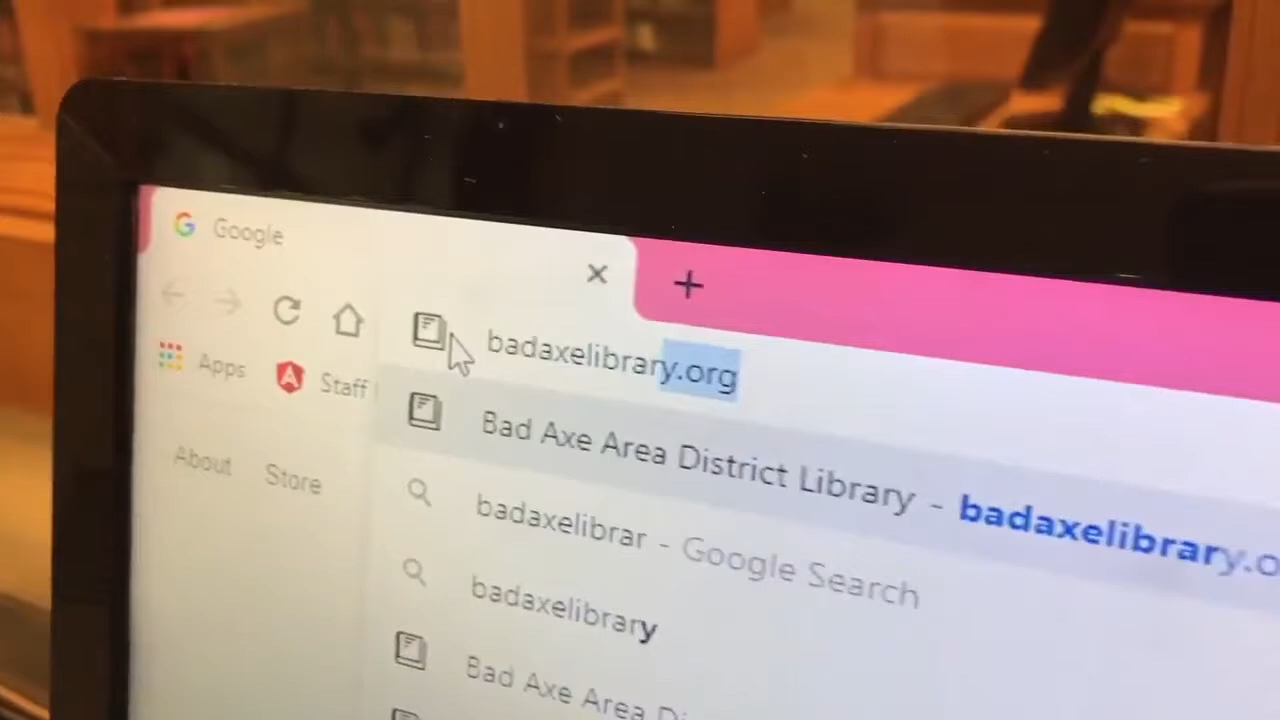 Google
badaxelibrary.org
Apps Staff
Bad Axe Area District Library - badaxelibrary.o
About Store
badaxelibrar - Google Search
badaxelibrary
Bad Axe Area Di